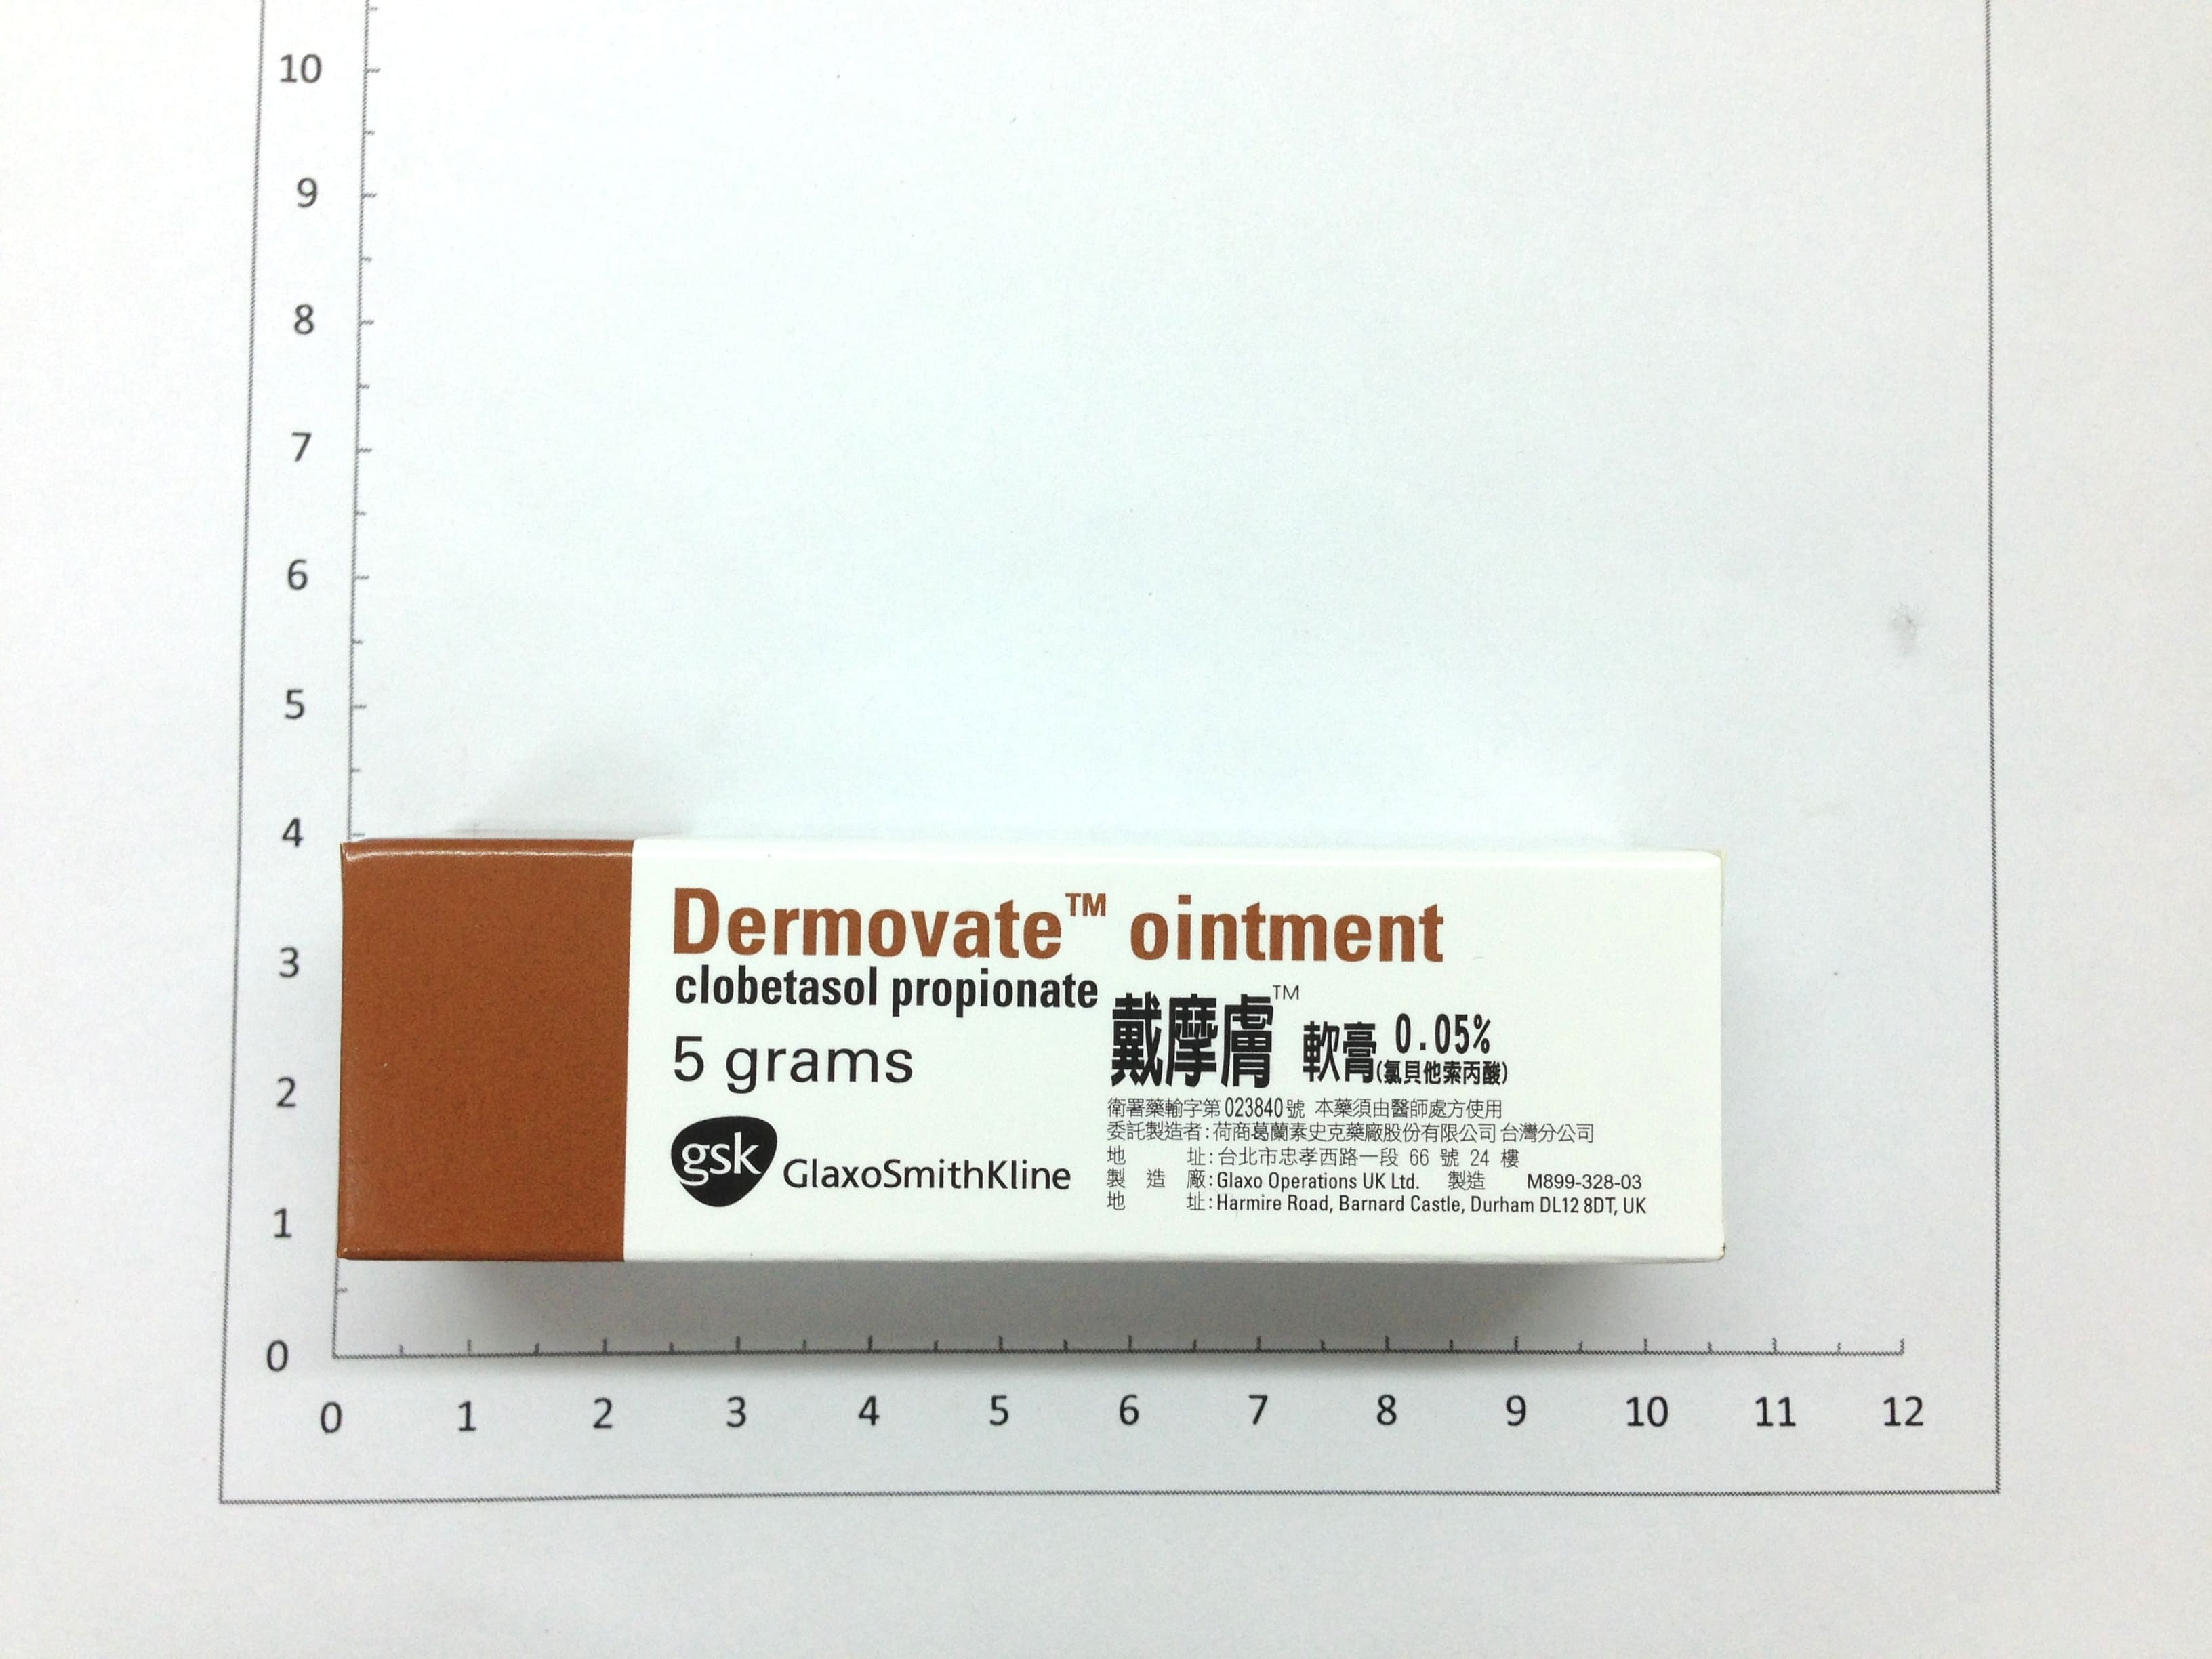 10
9
8
7
6
5
4
3
2
1
0
Dermovate™ ointment
clobetasol propionate
戴摩膚™ 軟膏 0.05%
(氯貝他索丙酸)
5 grams
gsk GlaxoSmithKline
衛署藥輸字第023840號 本藥須由醫師處方使用
委託製造者:荷商葛蘭素史克藥廠股份有限公司台灣分公司
地 址:台北市忠孝西路一段 66 號 24 樓
製 造 廠:Glaxo Operations UK Ltd. 製造 M899-328-03
地 址:Harmire Road, Barnard Castle, Durham DL12 8DT, UK
0 1 2 3 4 5 6 7 8 9 10 11 12